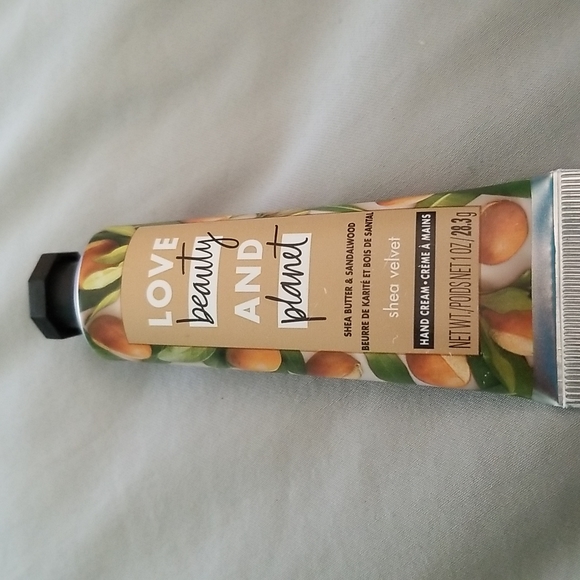 LOVE
beauty
AND
planet
SHEA BUTTER & SANDALWOOD
BEURRE DE KARITÉ ET BOIS DE SANTAL
shea velvet
HAND CREAM • CRÈME À MAINS
NET WT./POIDS NET 1 OZ/28.3g